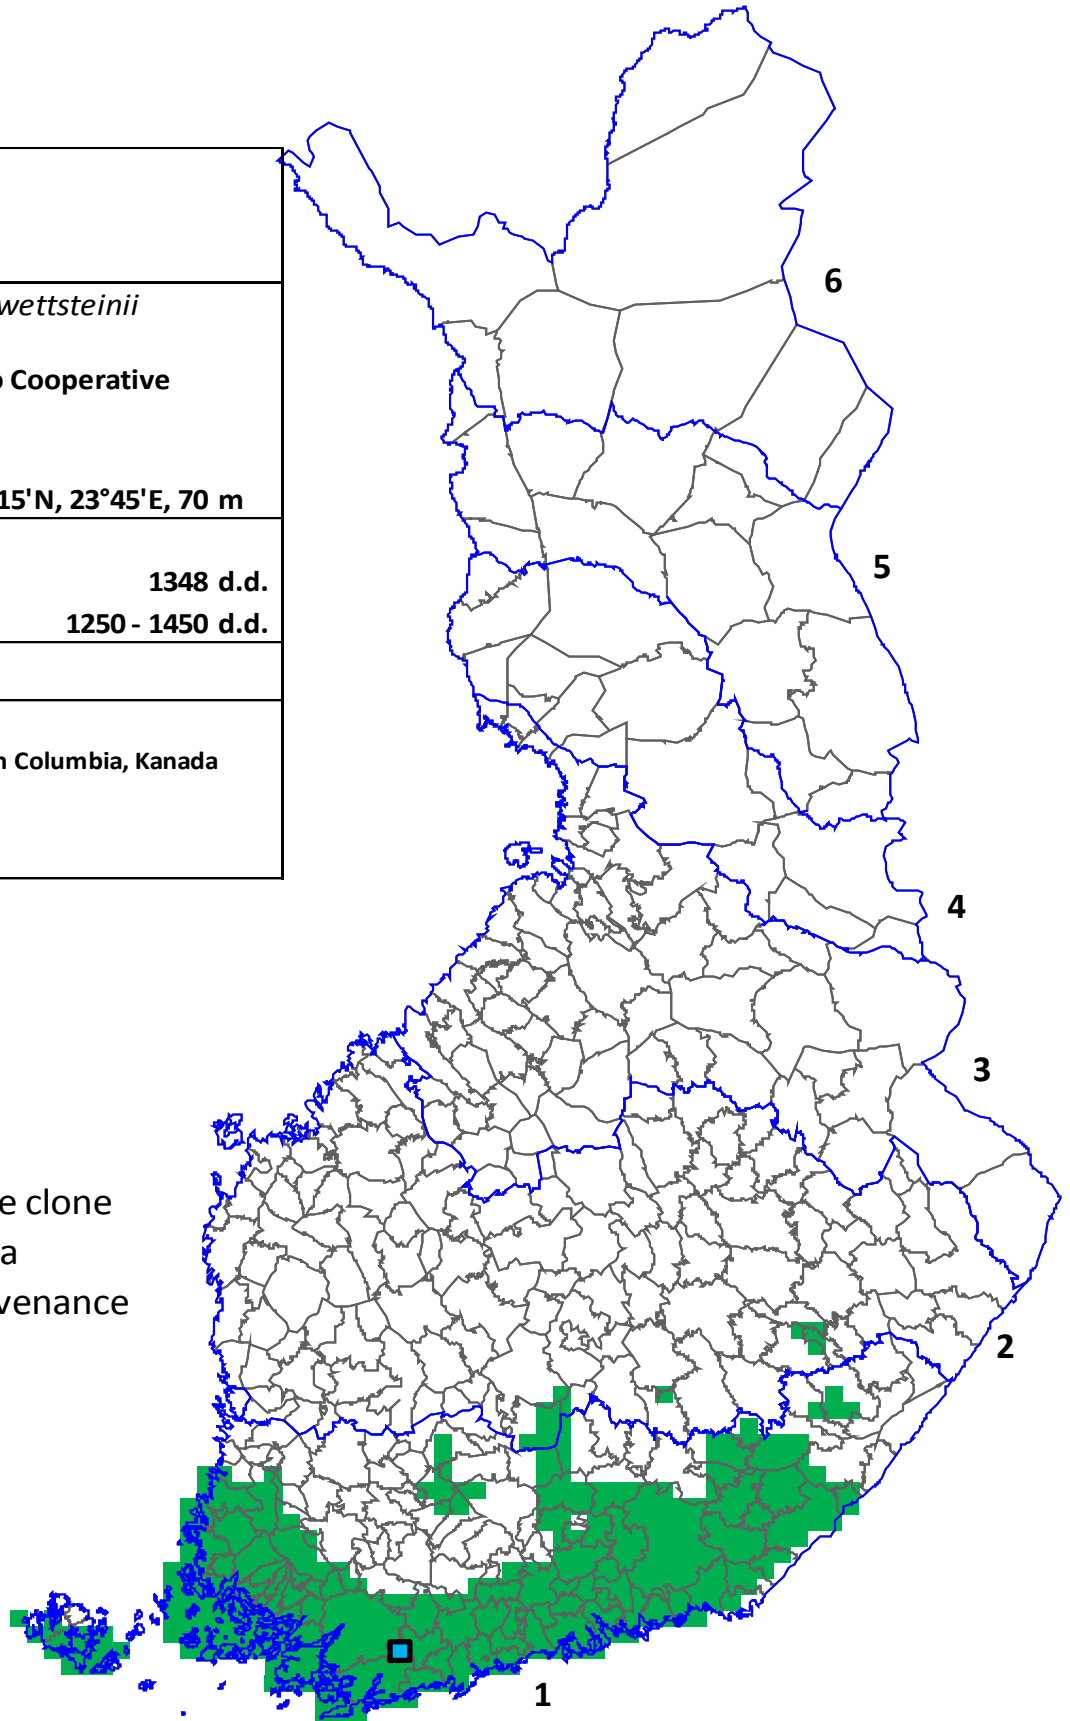 wettsteinii
Cooperative
15'N, 23°45'E, 70 m
1348 d.d.
1250 - 1450 d.d.
Columbia, Kanada
clone
venance
6
5
4
3
2
1